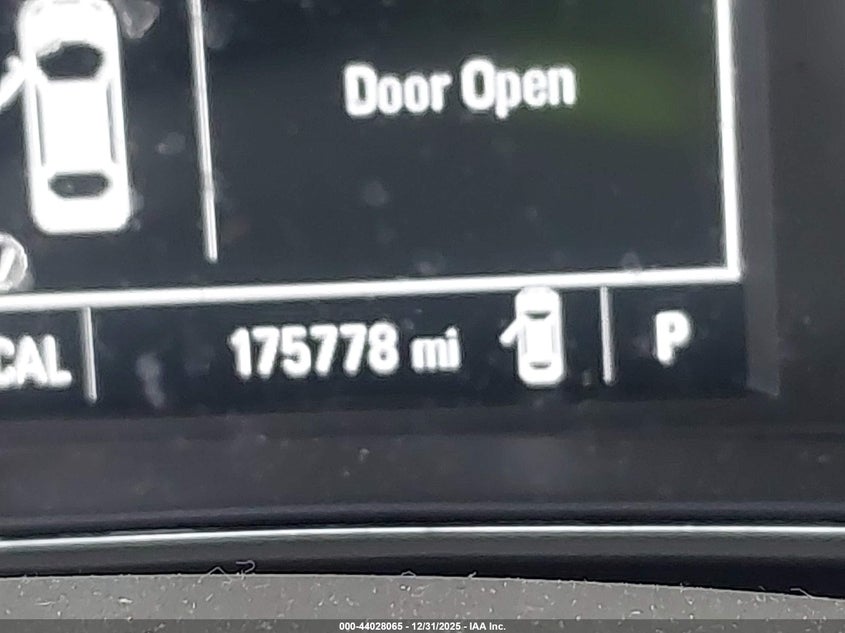 Door Open
CAL
175778 mi
P
000-44028065 - 12/31/2025 - IAA Inc.